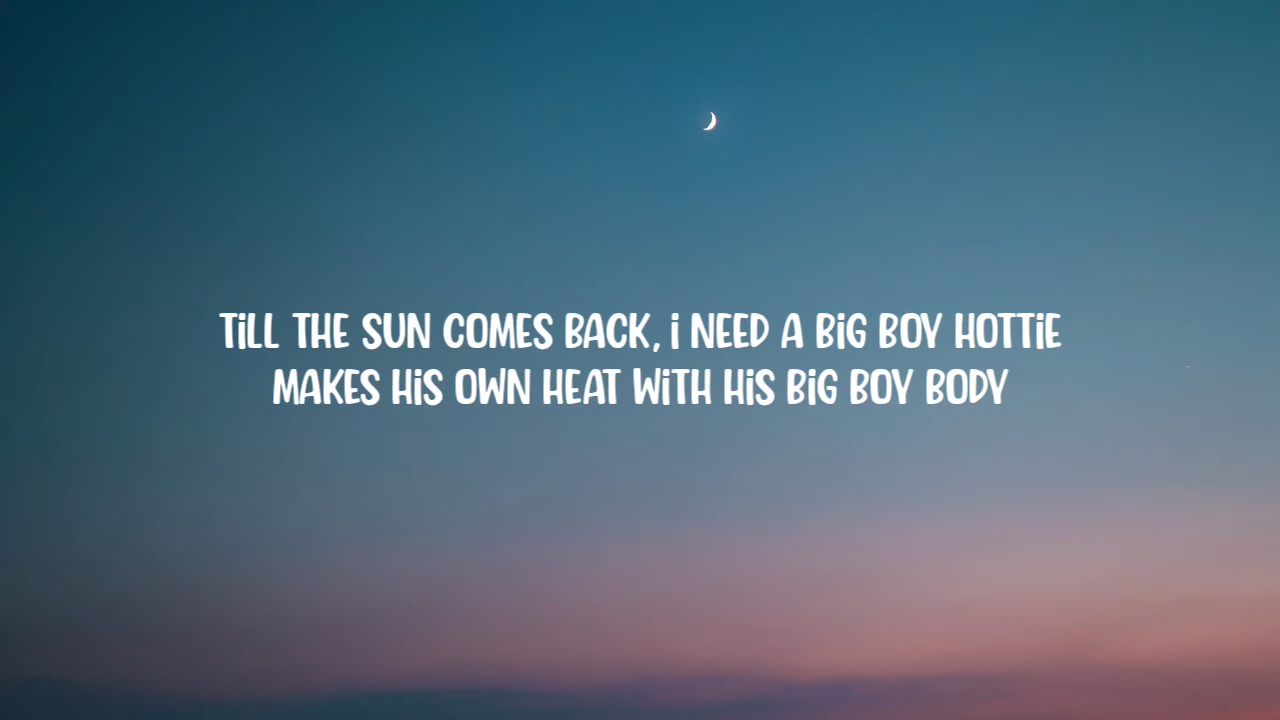 TiLL THE SUN COMES BACK, i NEED A BiG BOY HOTTiE
MAKES HiS OWN HEAT WiTH HiS BiG BOY BODY